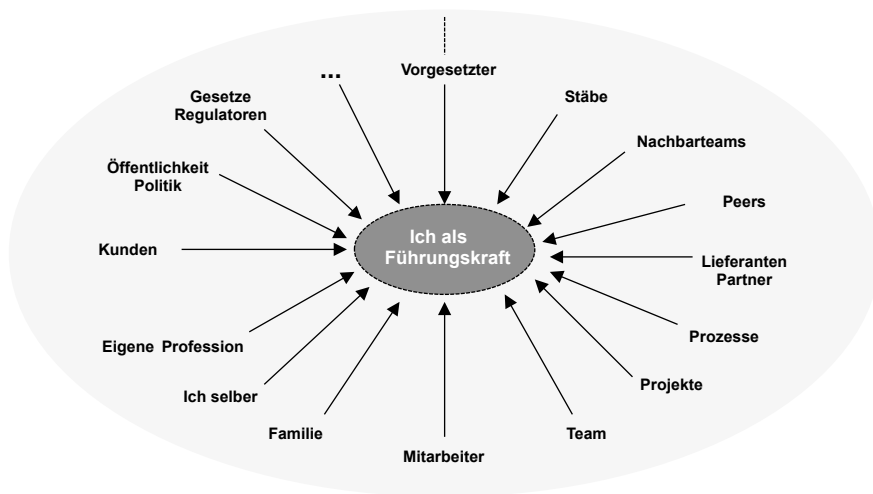 ...
Vorgesetzter
Stäbe
Gesetze
Regulatoren
Nachbarteams
Öffentlichkeit
Politik
Peers
Kunden
Ich als
Führungskraft
Lieferanten
Partner
Eigene Profession
Prozesse
Ich selber
Projekte
Familie
Team
Mitarbeiter